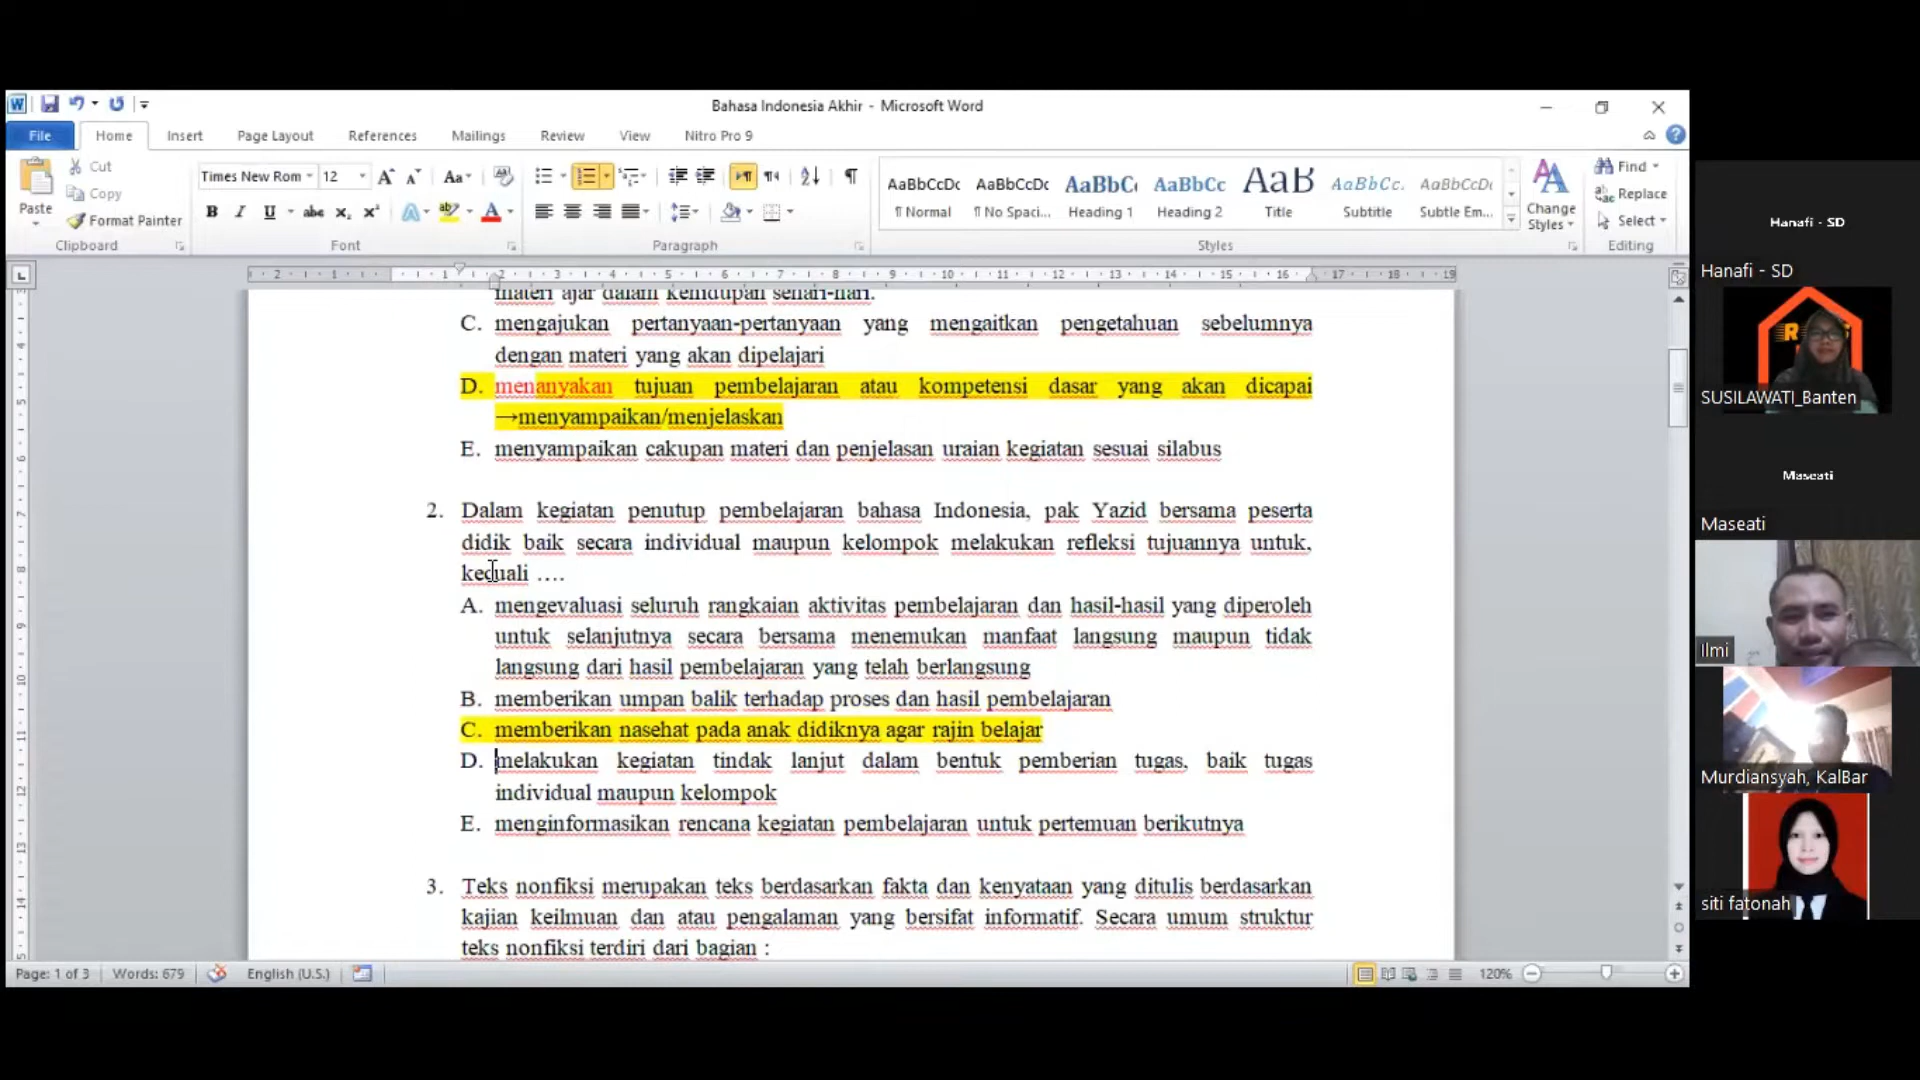 Bahasa Indonesia Akhir - Microsoft Word
File Home Insert Page Layout References Mailings Review View Nitro Pro 9
Paste
Cut
Copy
Format Painter
Clipboard
Times New Rom 12
Font
Paragraph
AaBbCcDc AaBbCcDc AaBbC( AaBbCc AaB AaBbCc. AaBbCcDi
¶ Normal ¶ No Spaci... Heading 1 Heading 2 Title Subtitle Subtle Em...
Styles
Change
Styles
Find
Replace
Select
Editing
materi ajar dalam kehidupan sehari-hari.
C. mengajukan pertanyaan-pertanyaan yang mengaitkan pengetahuan sebelumnya
dengan materi yang akan dipelajari
D. menanyakan tujuan pembelajaran atau kompetensi dasar yang akan dicapai
→menyampaikan/menjelaskan
E. menyampaikan cakupan materi dan penjelasan uraian kegiatan sesuai silabus
2. Dalam kegiatan penutup pembelajaran bahasa Indonesia, pak Yazid bersama peserta
didik baik secara individual maupun kelompok melakukan refleksi tujuannya untuk,
kecuali ....
A. mengevaluasi seluruh rangkaian aktivitas pembelajaran dan hasil-hasil yang diperoleh
untuk selanjutnya secara bersama menemukan manfaat langsung maupun tidak
langsung dari hasil pembelajaran yang telah berlangsung
B. memberikan umpan balik terhadap proses dan hasil pembelajaran
C. memberikan nasehat pada anak didiknya agar rajin belajar
D. melakukan kegiatan tindak lanjut dalam bentuk pemberian tugas, baik tugas
individual maupun kelompok
E. menginformasikan rencana kegiatan pembelajaran untuk pertemuan berikutnya
3. Teks nonfiksi merupakan teks berdasarkan fakta dan kenyataan yang ditulis berdasarkan
kajian keilmuan dan atau pengalaman yang bersifat informatif. Secara umum struktur
teks nonfiksi terdiri dari bagian :
Page: 1 of 3 Words: 679 English (U.S.) 120%
Hanafi - SD
Hanafi - SD
SUSILAWATI_Banten
Maseati
Maseati
Ilmi
Murdiansyah, KalBar
siti fatonah